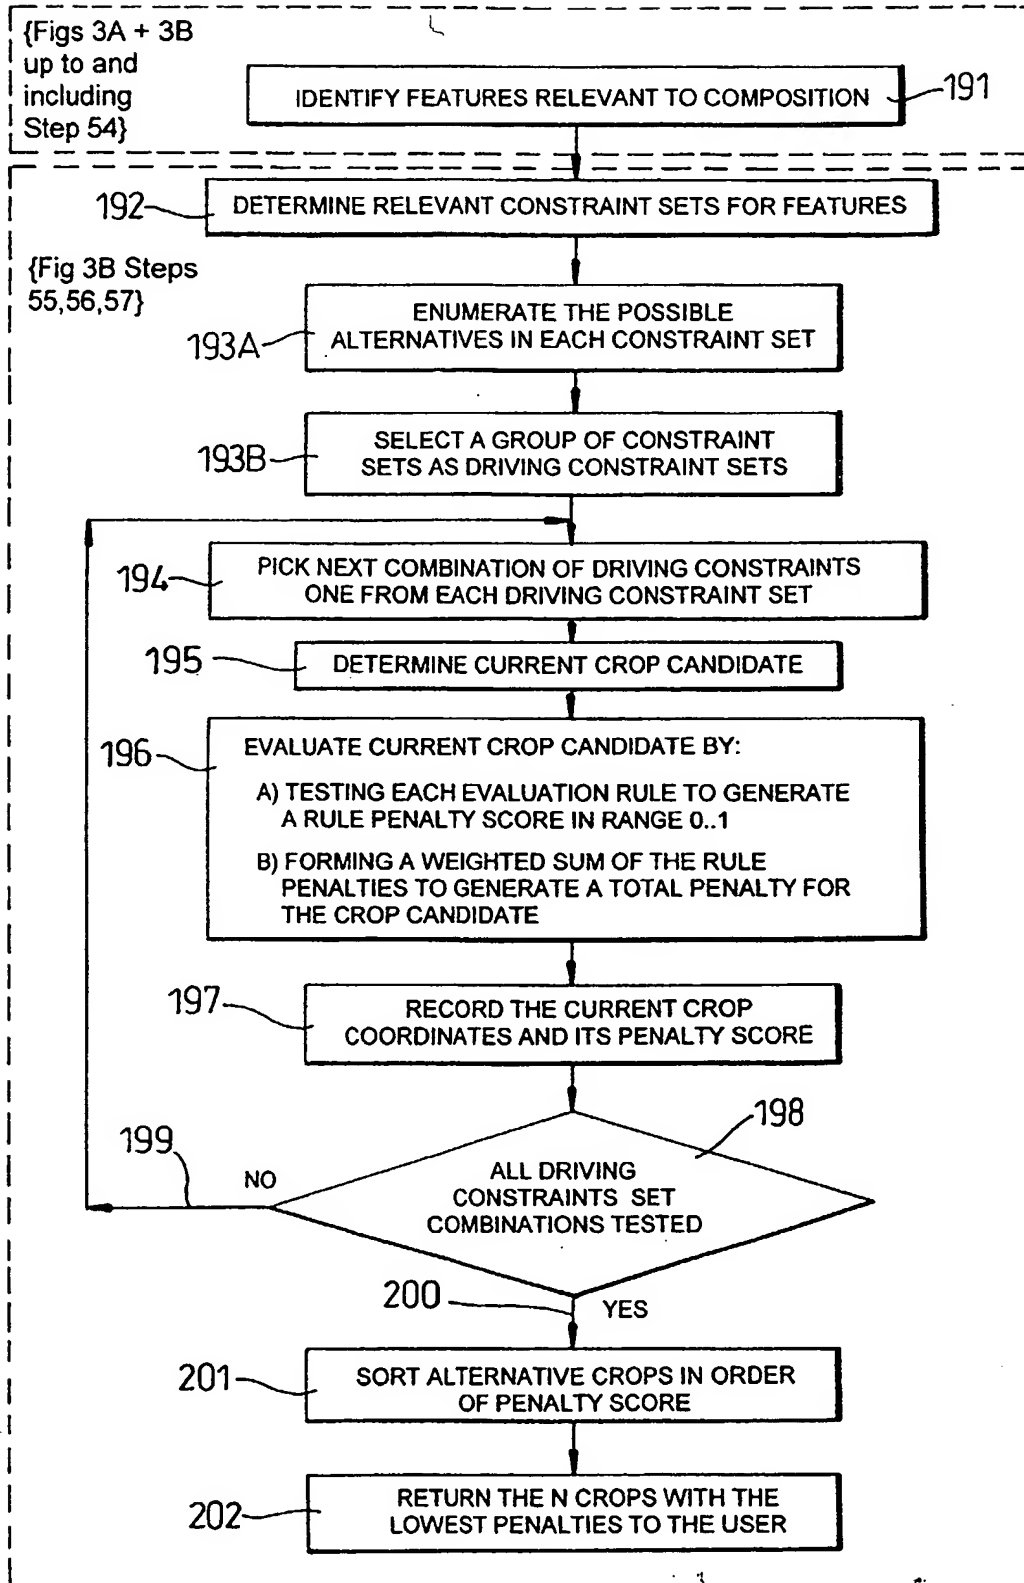 {Figs 3A + 3B
up to and
including
Step 54}
IDENTIFY FEATURES RELEVANT TO COMPOSITION
191
192
DETERMINE RELEVANT CONSTRAINT SETS FOR FEATURES
{Fig 3B Steps
55,56,57}
ENUMERATE THE POSSIBLE
ALTERNATIVES IN EACH CONSTRAINT SET
193A
SELECT A GROUP OF CONSTRAINT
SETS AS DRIVING CONSTRAINT SETS
193B
PICK NEXT COMBINATION OF DRIVING CONSTRAINTS
ONE FROM EACH DRIVING CONSTRAINT SET
194
195
DETERMINE CURRENT CROP CANDIDATE
196
EVALUATE CURRENT CROP CANDIDATE BY:
A) TESTING EACH EVALUATION RULE TO GENERATE
A RULE PENALTY SCORE IN RANGE 0..1
B) FORMING A WEIGHTED SUM OF THE RULE
PENALTIES TO GENERATE A TOTAL PENALTY FOR
THE CROP CANDIDATE
197
RECORD THE CURRENT CROP
COORDINATES AND ITS PENALTY SCORE
198
199
NO
ALL DRIVING
CONSTRAINTS SET
COMBINATIONS TESTED
200
YES
201
SORT ALTERNATIVE CROPS IN ORDER
OF PENALTY SCORE
202
RETURN THE N CROPS WITH THE
LOWEST PENALTIES TO THE USER